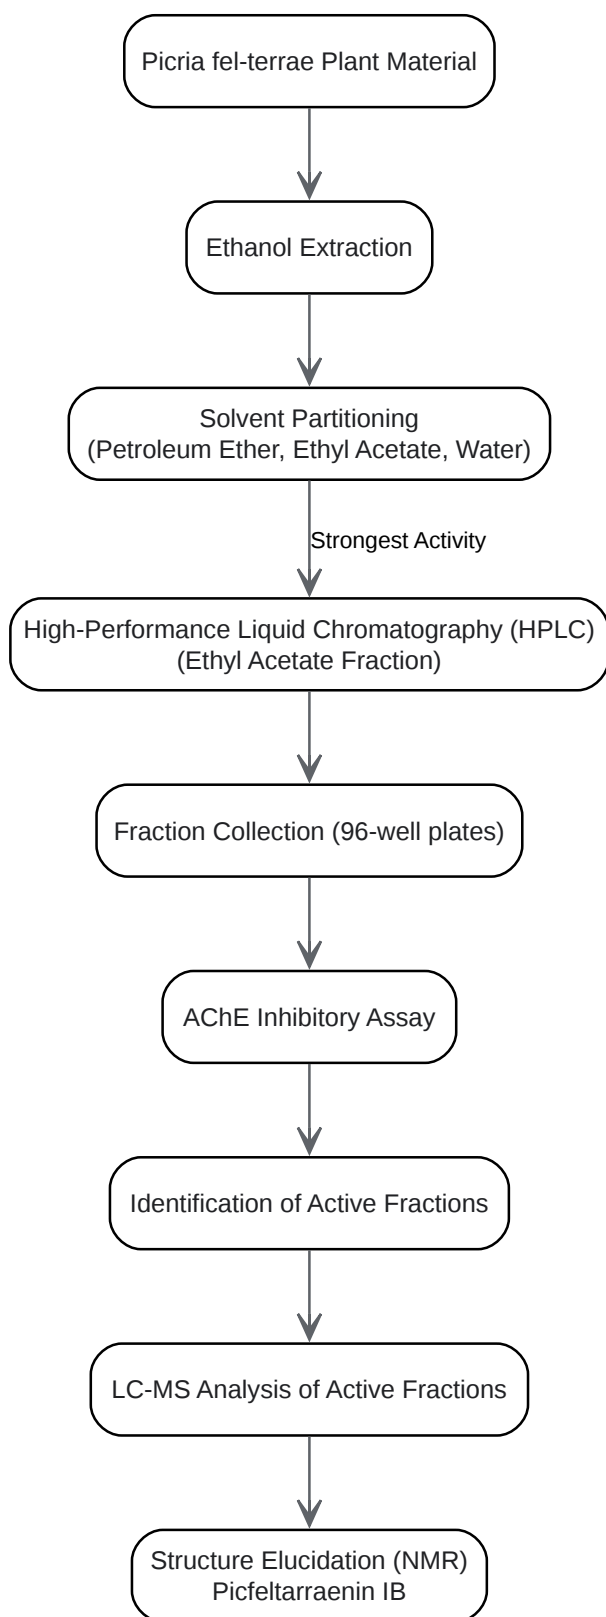 Picria fel-terrae Plant Material
Ethanol Extraction
Solvent Partitioning
(Petroleum Ether, Ethyl Acetate, Water)
Strongest Activity
High-Performance Liquid Chromatography (HPLC)
(Ethyl Acetate Fraction)
Fraction Collection (96-well plates)
AChE Inhibitory Assay
Identification of Active Fractions
LC-MS Analysis of Active Fractions
Structure Elucidation (NMR)
Picfeltarraenin IB